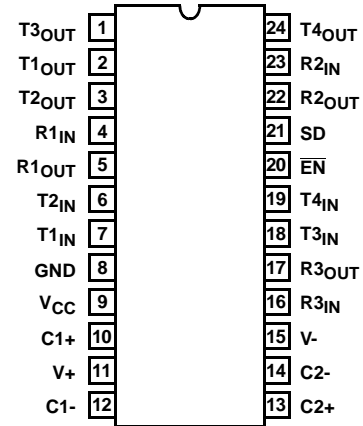 T3OUT 1 24 T4OUT
T1OUT 2 23 R2IN
T2OUT 3 22 R2OUT
R1IN 4 21 SD
R1OUT 5 20 E̅N̅
T2IN 6 19 T4IN
T1IN 7 18 T3IN
GND 8 17 R3OUT
VCC 9 16 R3IN
C1+ 10 15 V-
V+ 11 14 C2-
C1- 12 13 C2+